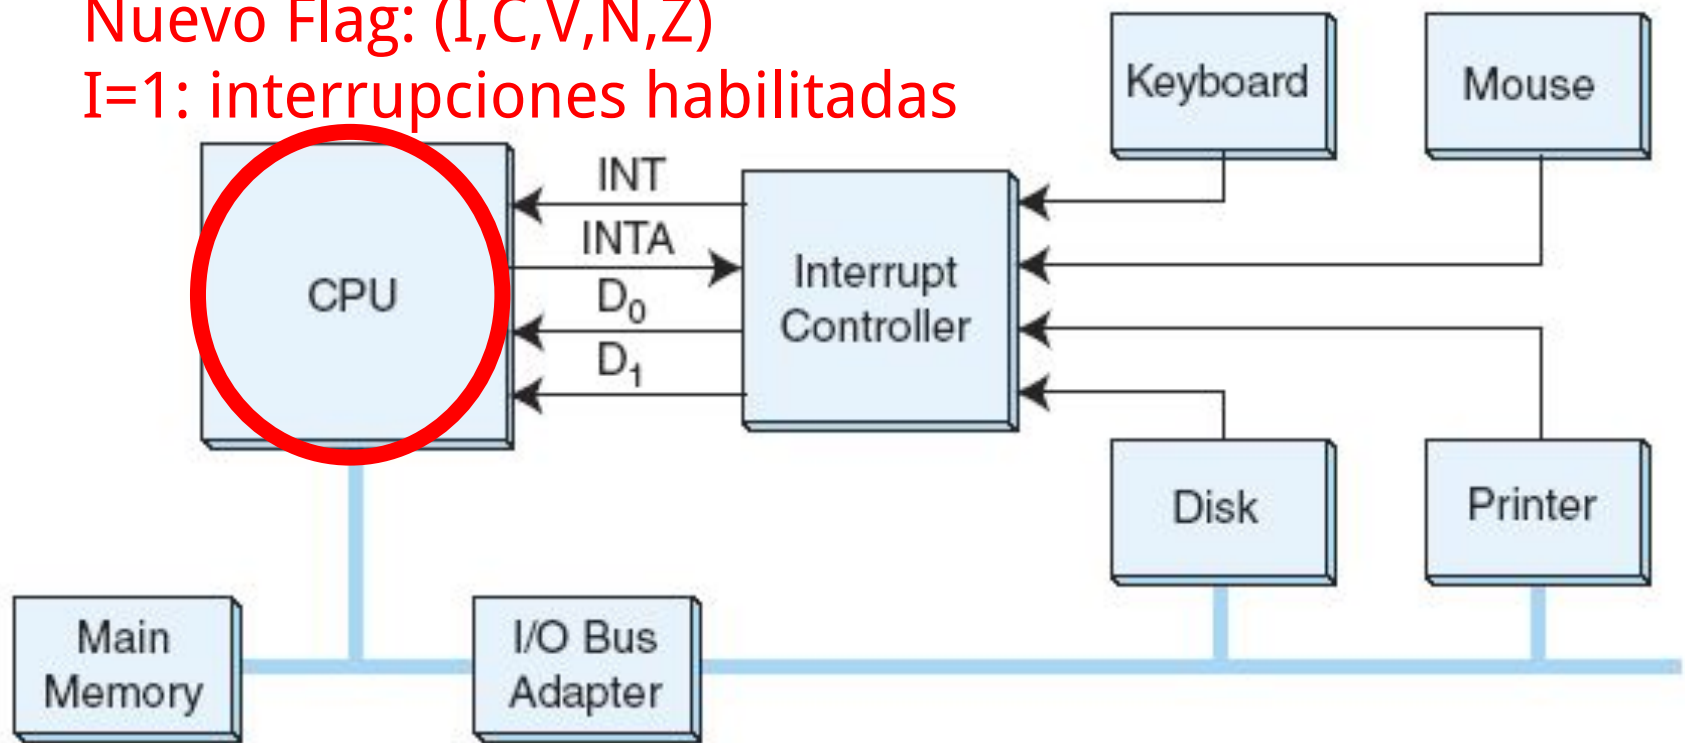 Nuevo Flag: (I,C,V,N,Z)
I=1: interrupciones habilitadas
Keyboard
Mouse
CPU
INT
INTA
D₀
D₁
Interrupt
Controller
Disk
Printer
Main
Memory
I/O Bus
Adapter